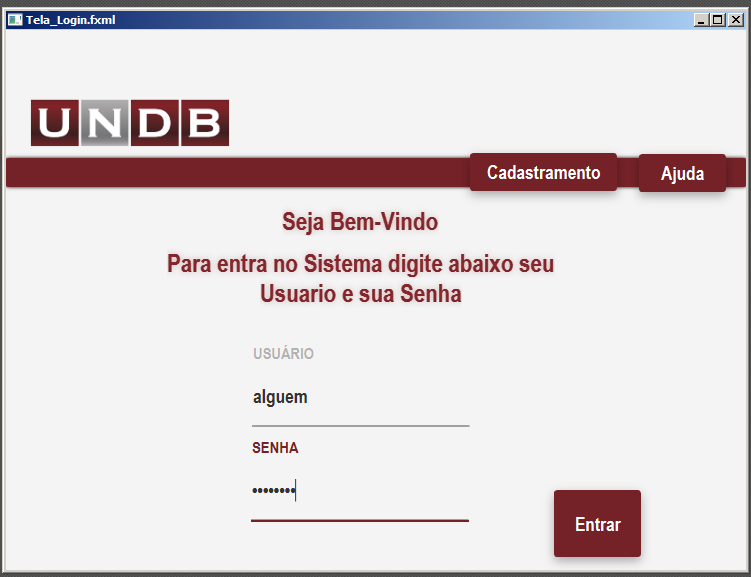 Tela_Login.fxml
UNDB
Cadastramento
Ajuda
Seja Bem-Vindo
Para entra no Sistema digite abaixo seu
Usuario e sua Senha
USUÁRIO
alguem
SENHA
••••••••
Entrar